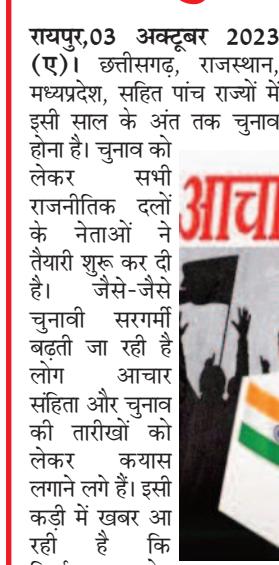 रायपुर,03 अक्टूबर 2023
(ए)। छत्तीसगढ़, राजस्थान,
मध्यप्रदेश, सहित पांच राज्यों में
इसी साल के अंत तक चुनाव
होना है। चुनाव को
लेकर सभी
राजनीतिक दलों
के नेताओं ने
तैयारी शुरू कर दी
है। जैसे-जैसे
चुनावी सरगर्मी
बढ़ती जा रही है
लोग आचार
संहिता और चुनाव
की तारीखों को
लेकर कयास
लगाने लगे हैं। इसी
कड़ी में खबर आ
रही है कि
आचा